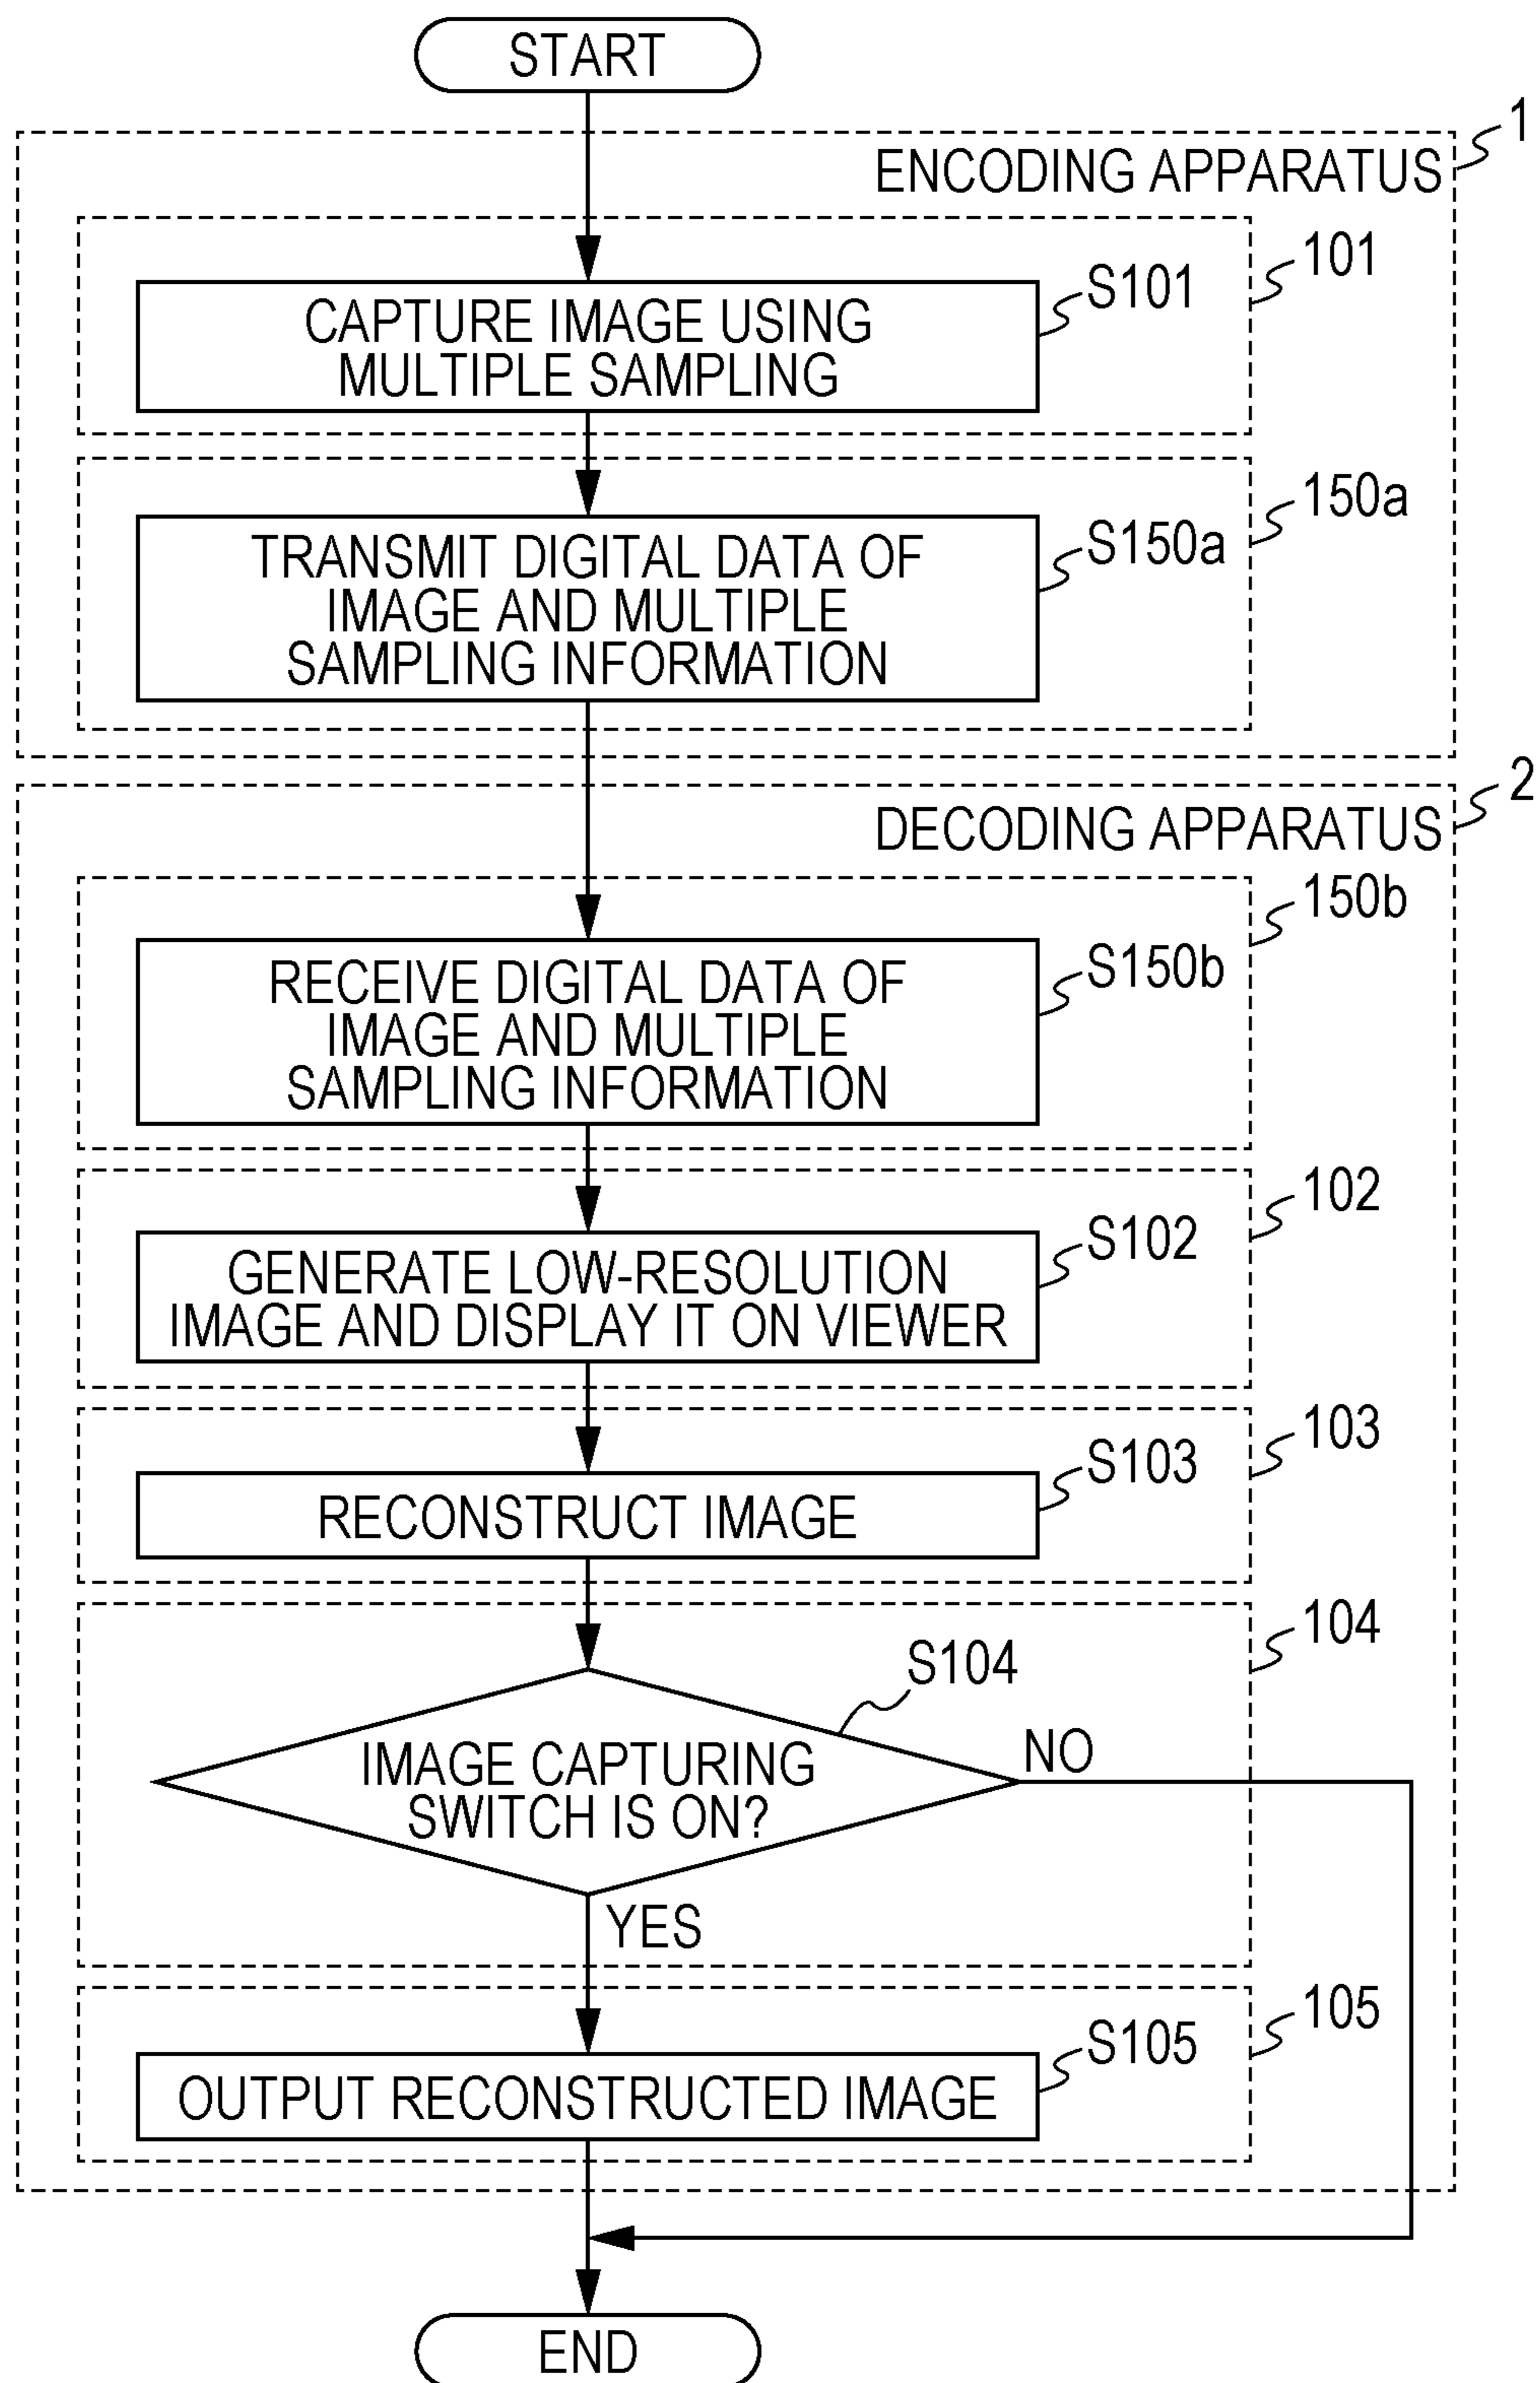 START
1
ENCODING APPARATUS
101
S101
CAPTURE IMAGE USING
MULTIPLE SAMPLING
150a
S150a
TRANSMIT DIGITAL DATA OF
IMAGE AND MULTIPLE
SAMPLING INFORMATION
2
DECODING APPARATUS
150b
S150b
RECEIVE DIGITAL DATA OF
IMAGE AND MULTIPLE
SAMPLING INFORMATION
102
S102
GENERATE LOW-RESOLUTION
IMAGE AND DISPLAY IT ON VIEWER
103
S103
RECONSTRUCT IMAGE
104
S104
IMAGE CAPTURING
SWITCH IS ON?
NO
YES
105
S105
OUTPUT RECONSTRUCTED IMAGE
END